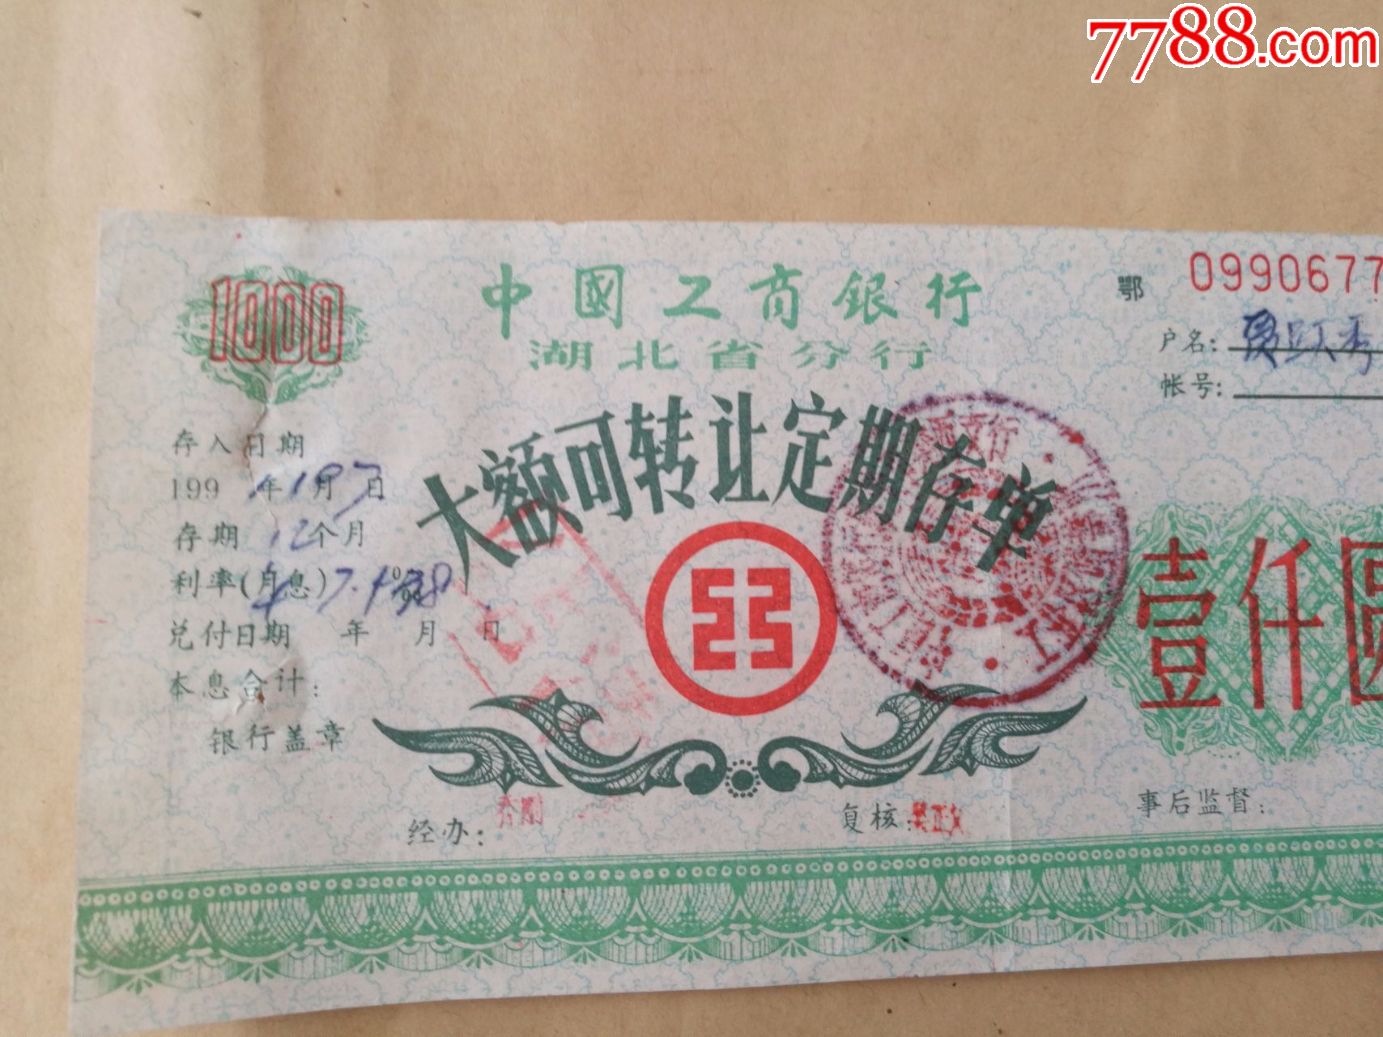 7788.com
1000
中國工商銀行
湖北省分行
鄂 0990677
户名:
帐号:
大额可转让定期存单
存入日期
199 年1月 日
存期 12个月
利率(月息)
兑付日期 年 月 日
本息合计:
银行盖章
壹仟圆
经办:
复核:
事后监督: